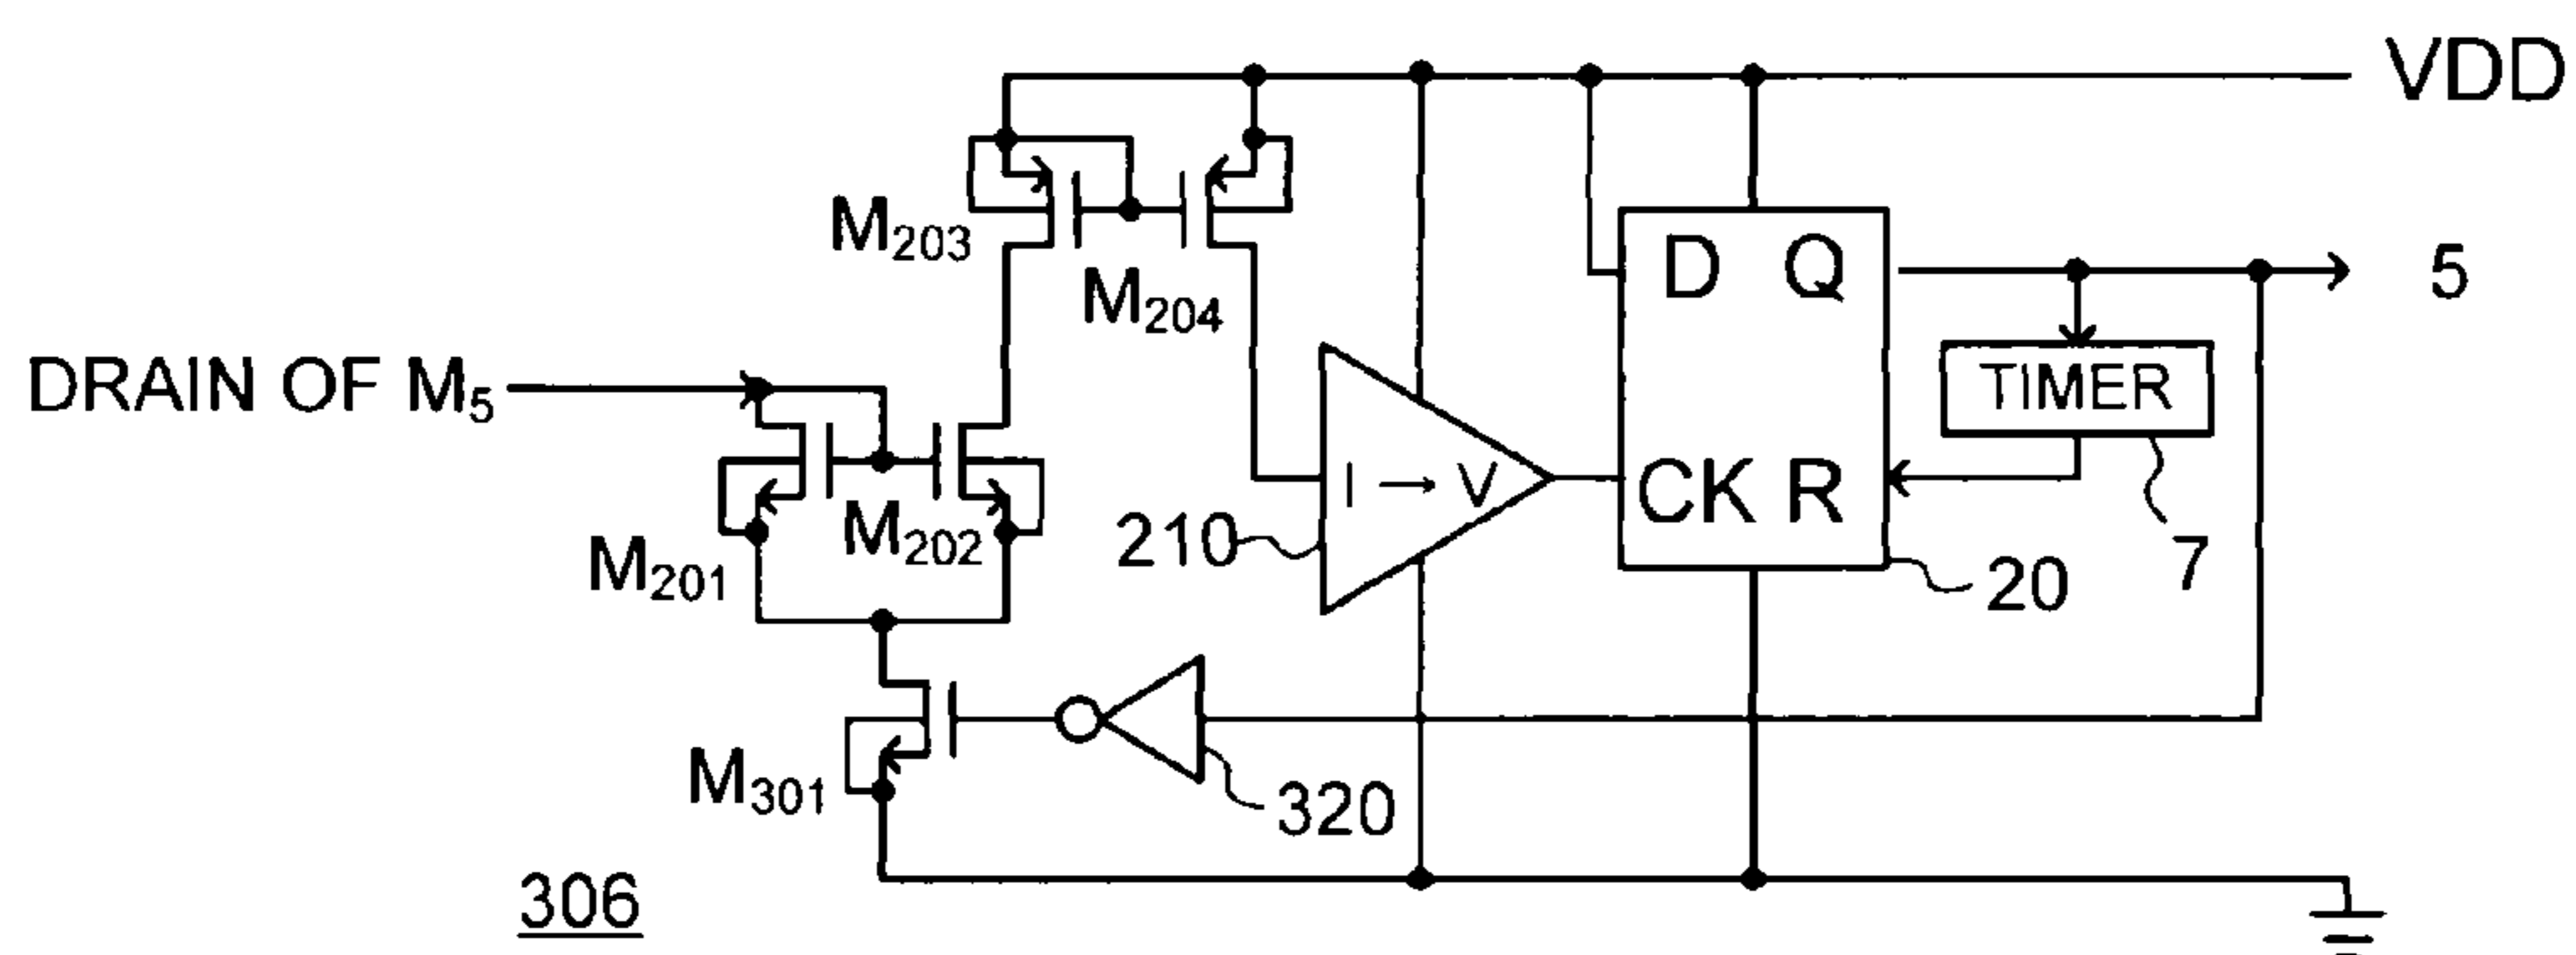 VDD
M203
M204
D Q
5
DRAIN OF M5
TIMER
I → V
CK R
M201
M202
210
20
7
M301
320
306